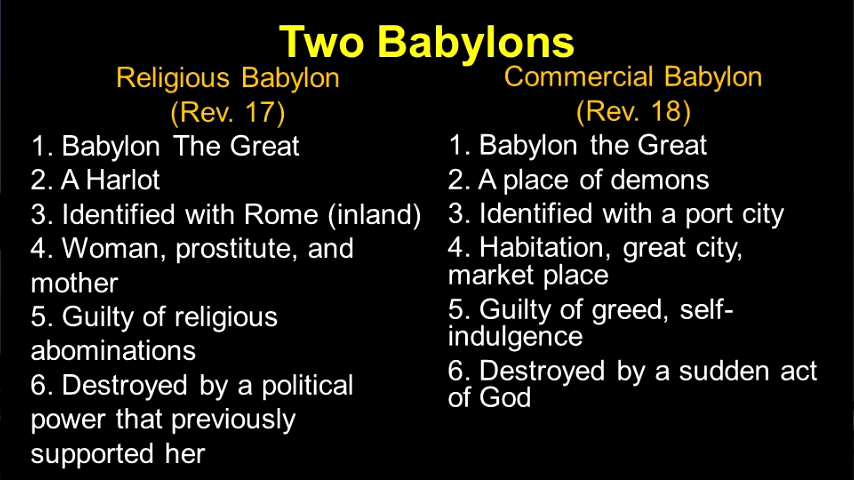 Two Babylons
Religious Babylon
(Rev. 17)
1. Babylon The Great
2. A Harlot
3. Identified with Rome (inland)
4. Woman, prostitute, and
mother
5. Guilty of religious
abominations
6. Destroyed by a political
power that previously
supported her
Commercial Babylon
(Rev. 18)
1. Babylon the Great
2. A place of demons
3. Identified with a port city
4. Habitation, great city,
market place
5. Guilty of greed, self-
indulgence
6. Destroyed by a sudden act
of God